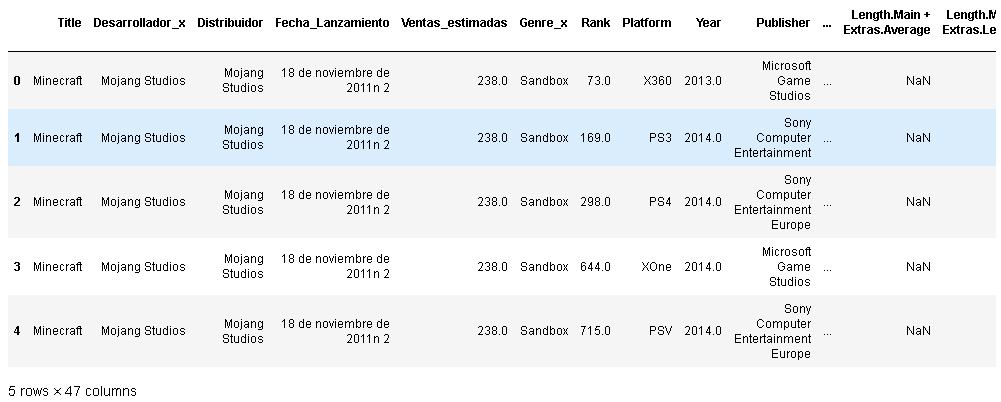 Title Desarrollador_x Distribuidor Fecha_Lanzamiento Ventas_estimadas Genre_x Rank Platform Year Publisher ... Length.Main + Extras.Average Length.M Extras.Le
0 Minecraft Mojang Studios Mojang Studios 18 de noviembre de 2011n 2 238.0 Sandbox 73.0 X360 2013.0 Microsoft Game Studios ... NaN
1 Minecraft Mojang Studios Mojang Studios 18 de noviembre de 2011n 2 238.0 Sandbox 169.0 PS3 2014.0 Sony Computer Entertainment ... NaN
2 Minecraft Mojang Studios Mojang Studios 18 de noviembre de 2011n 2 238.0 Sandbox 298.0 PS4 2014.0 Sony Computer Entertainment Europe ... NaN
3 Minecraft Mojang Studios Mojang Studios 18 de noviembre de 2011n 2 238.0 Sandbox 644.0 XOne 2014.0 Microsoft Game Studios ... NaN
4 Minecraft Mojang Studios Mojang Studios 18 de noviembre de 2011n 2 238.0 Sandbox 715.0 PSV 2014.0 Sony Computer Entertainment Europe ... NaN
5 rows × 47 columns